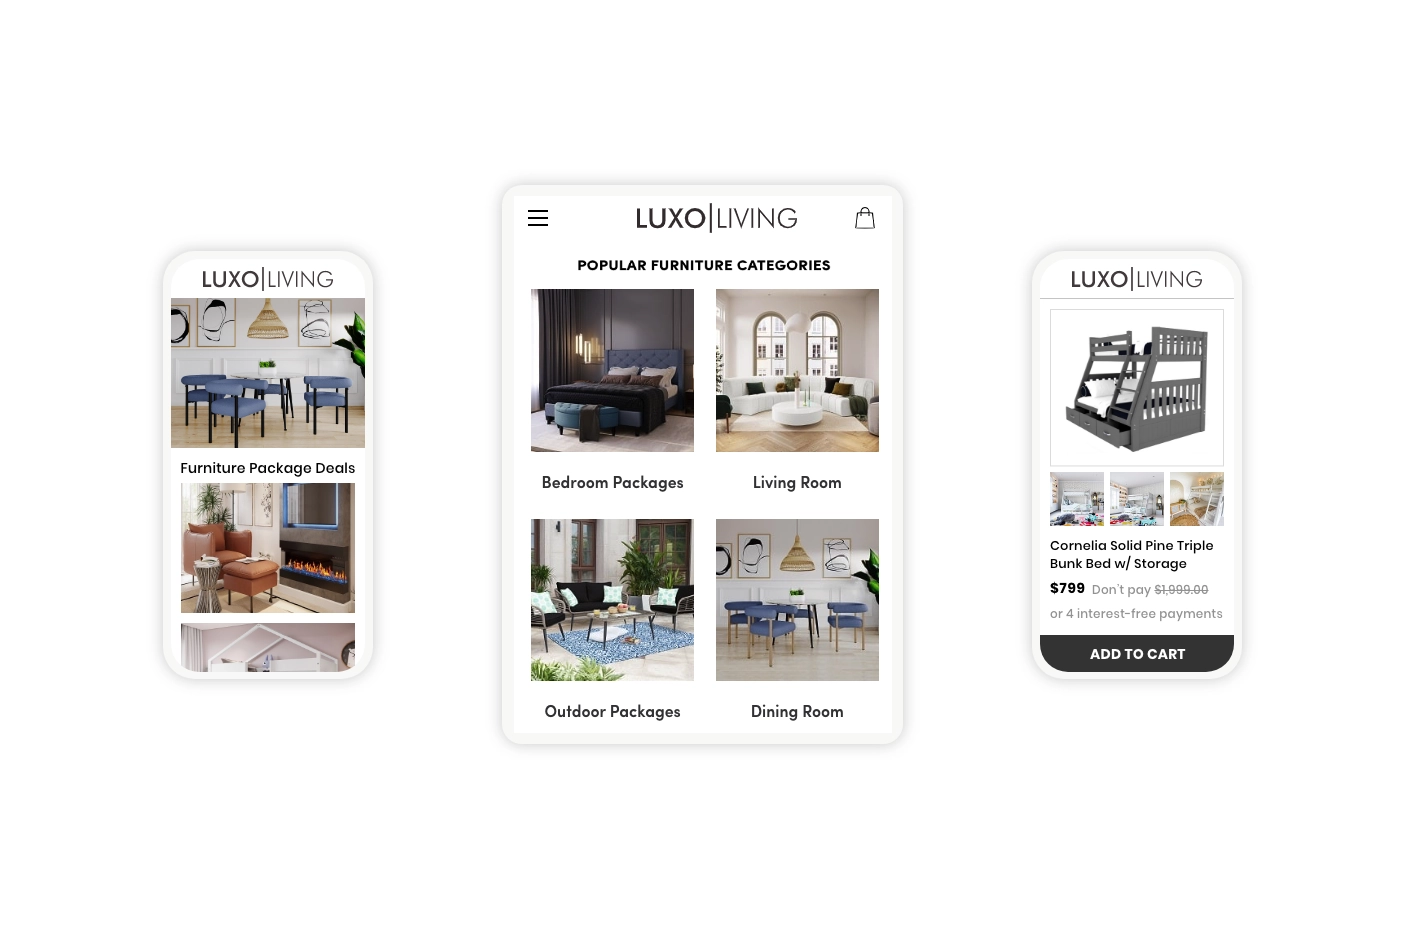 LUXO|LIVING
Furniture Package Deals
LUXO|LIVING
POPULAR FURNITURE CATEGORIES
Bedroom Packages
Living Room
Outdoor Packages
Dining Room
LUXO|LIVING
Cornelia Solid Pine Triple
Bunk Bed w/ Storage
$799 Don't pay $1,999.00
or 4 interest-free payments
ADD TO CART